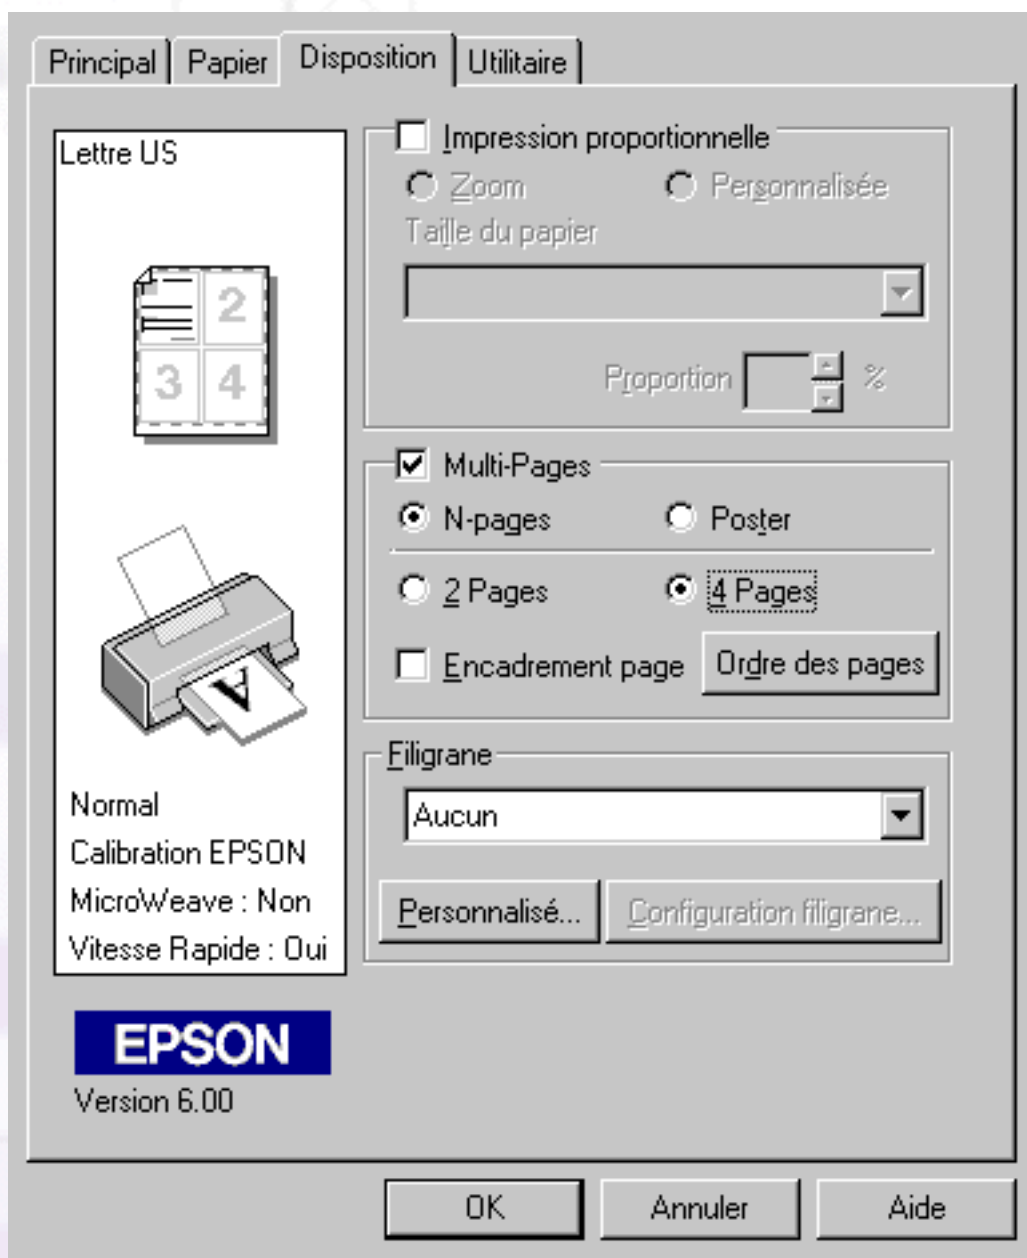 Principal Papier Disposition Utilitaire
Lettre US
2
3 4
A
Normal
Calibration EPSON
MicroWeave : Non
Vitesse Rapide : Oui
EPSON
Version 6.00
Impression proportionnelle
Zoom Personnalisée
Taille du papier
Proportion %
Multi-Pages
N-pages Poster
2 Pages 4 Pages
Encadrement page Ordre des pages
Filigrane
Aucun
Personnalisé... Configuration filigrane...
OK Annuler Aide